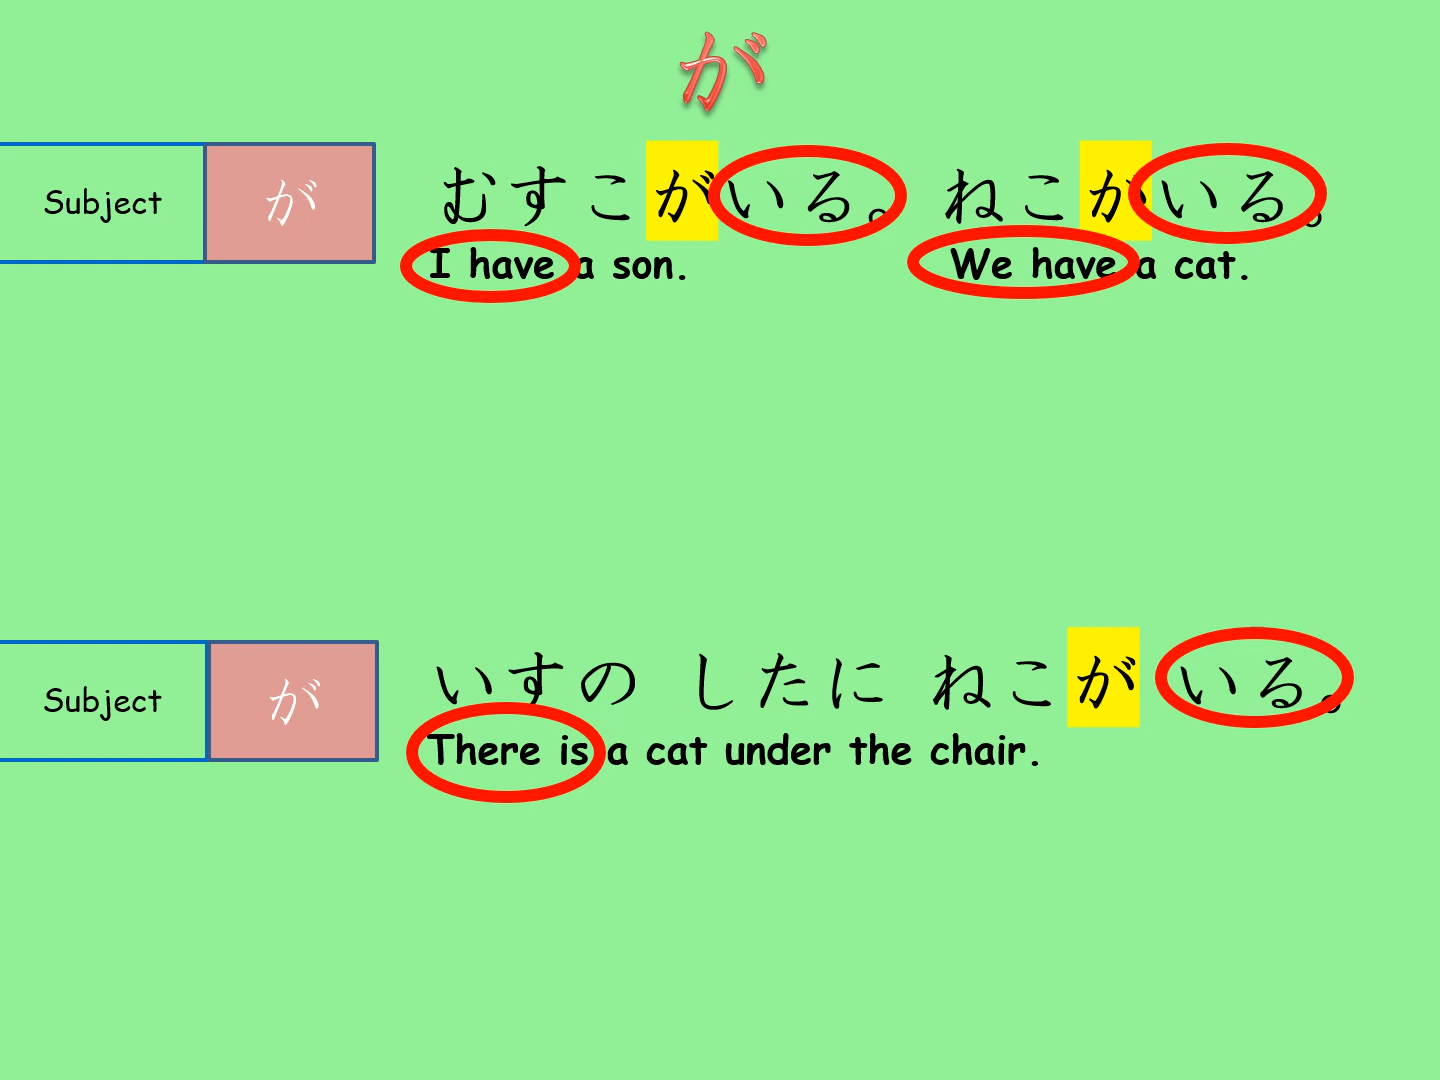 が
Subject が むすこがいる。 ねこがいる。
I have a son. We have a cat.
Subject が いすの したに ねこが いる。
There is a cat under the chair.